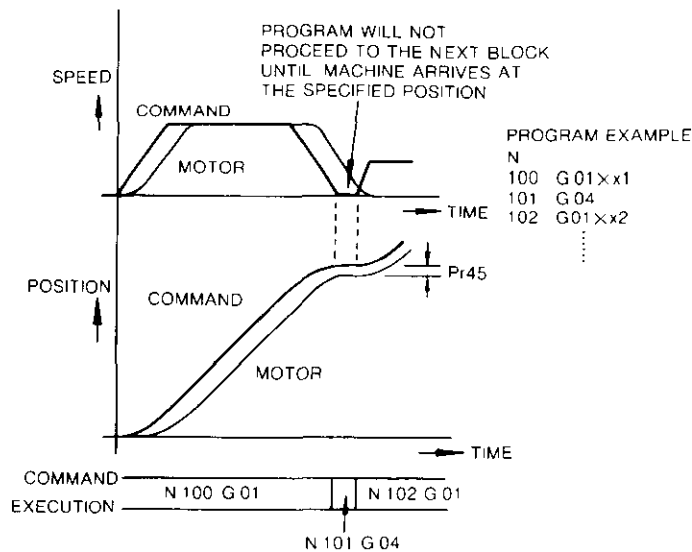 PROGRAM WILL NOT
PROCEED TO THE NEXT BLOCK
UNTIL MACHINE ARRIVES AT
THE SPECIFIED POSITION
SPEED
COMMAND
MOTOR
TIME
PROGRAM EXAMPLE
N
100 G01×x1
101 G04
102 G01×x2
POSITION
COMMAND
MOTOR
Pr45
TIME
COMMAND
EXECUTION
N 100 G 01
N 102 G 01
N 101 G 04